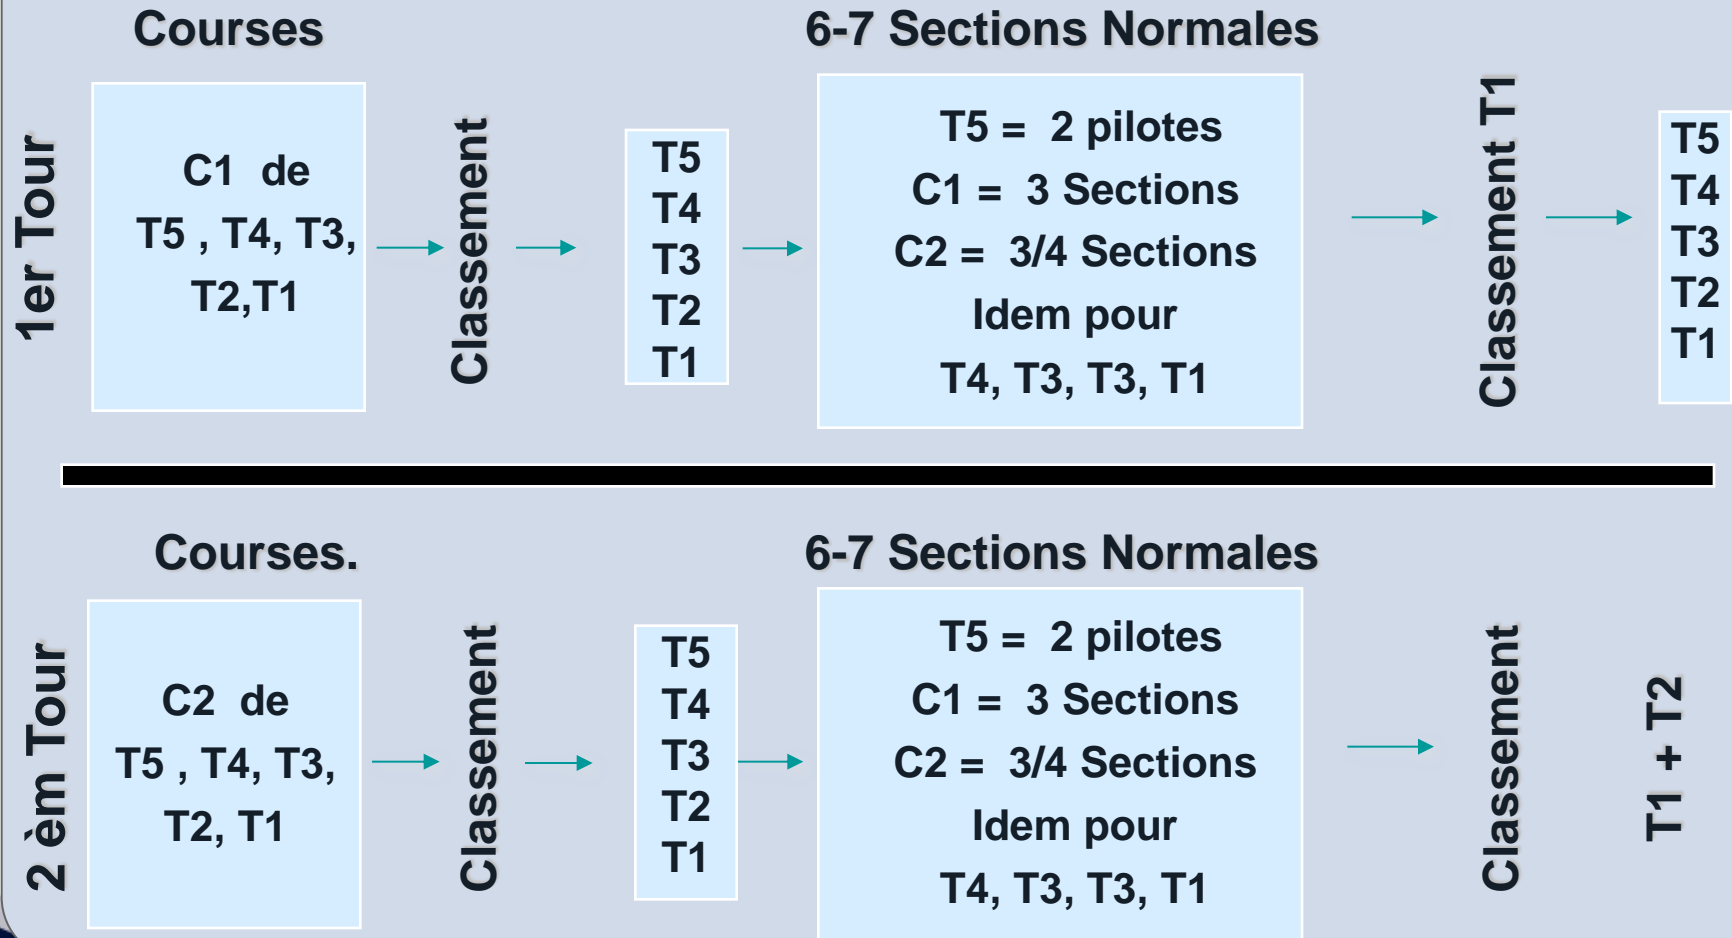 Courses
6-7 Sections Normales
1er Tour
C1 de
T5 , T4, T3,
T2,T1
Classement
T5
T4
T3
T2
T1
T5 = 2 pilotes
C1 = 3 Sections
C2 = 3/4 Sections
Idem pour
T4, T3, T3, T1
Classement T1
T5
T4
T3
T2
T1
Courses.
6-7 Sections Normales
2 èm Tour
C2 de
T5 , T4, T3,
T2, T1
Classement
T5
T4
T3
T2
T1
T5 = 2 pilotes
C1 = 3 Sections
C2 = 3/4 Sections
Idem pour
T4, T3, T3, T1
Classement
T1 + T2